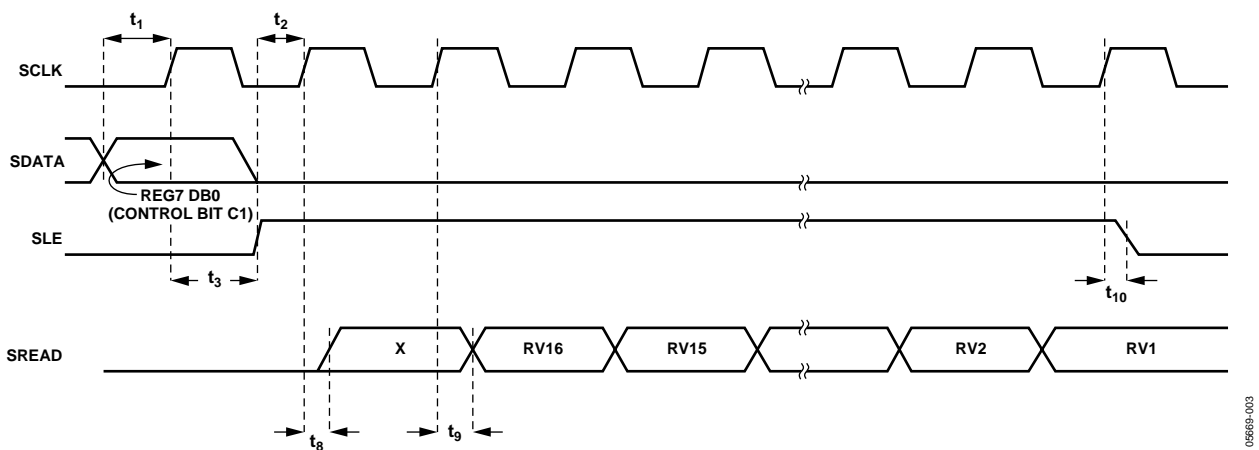 t1
t2
SCLK
SDATA
REG7 DB0
(CONTROL BIT C1)
SLE
t3
t10
SREAD
X
RV16
RV15
RV2
RV1
t8
t9
05669-003